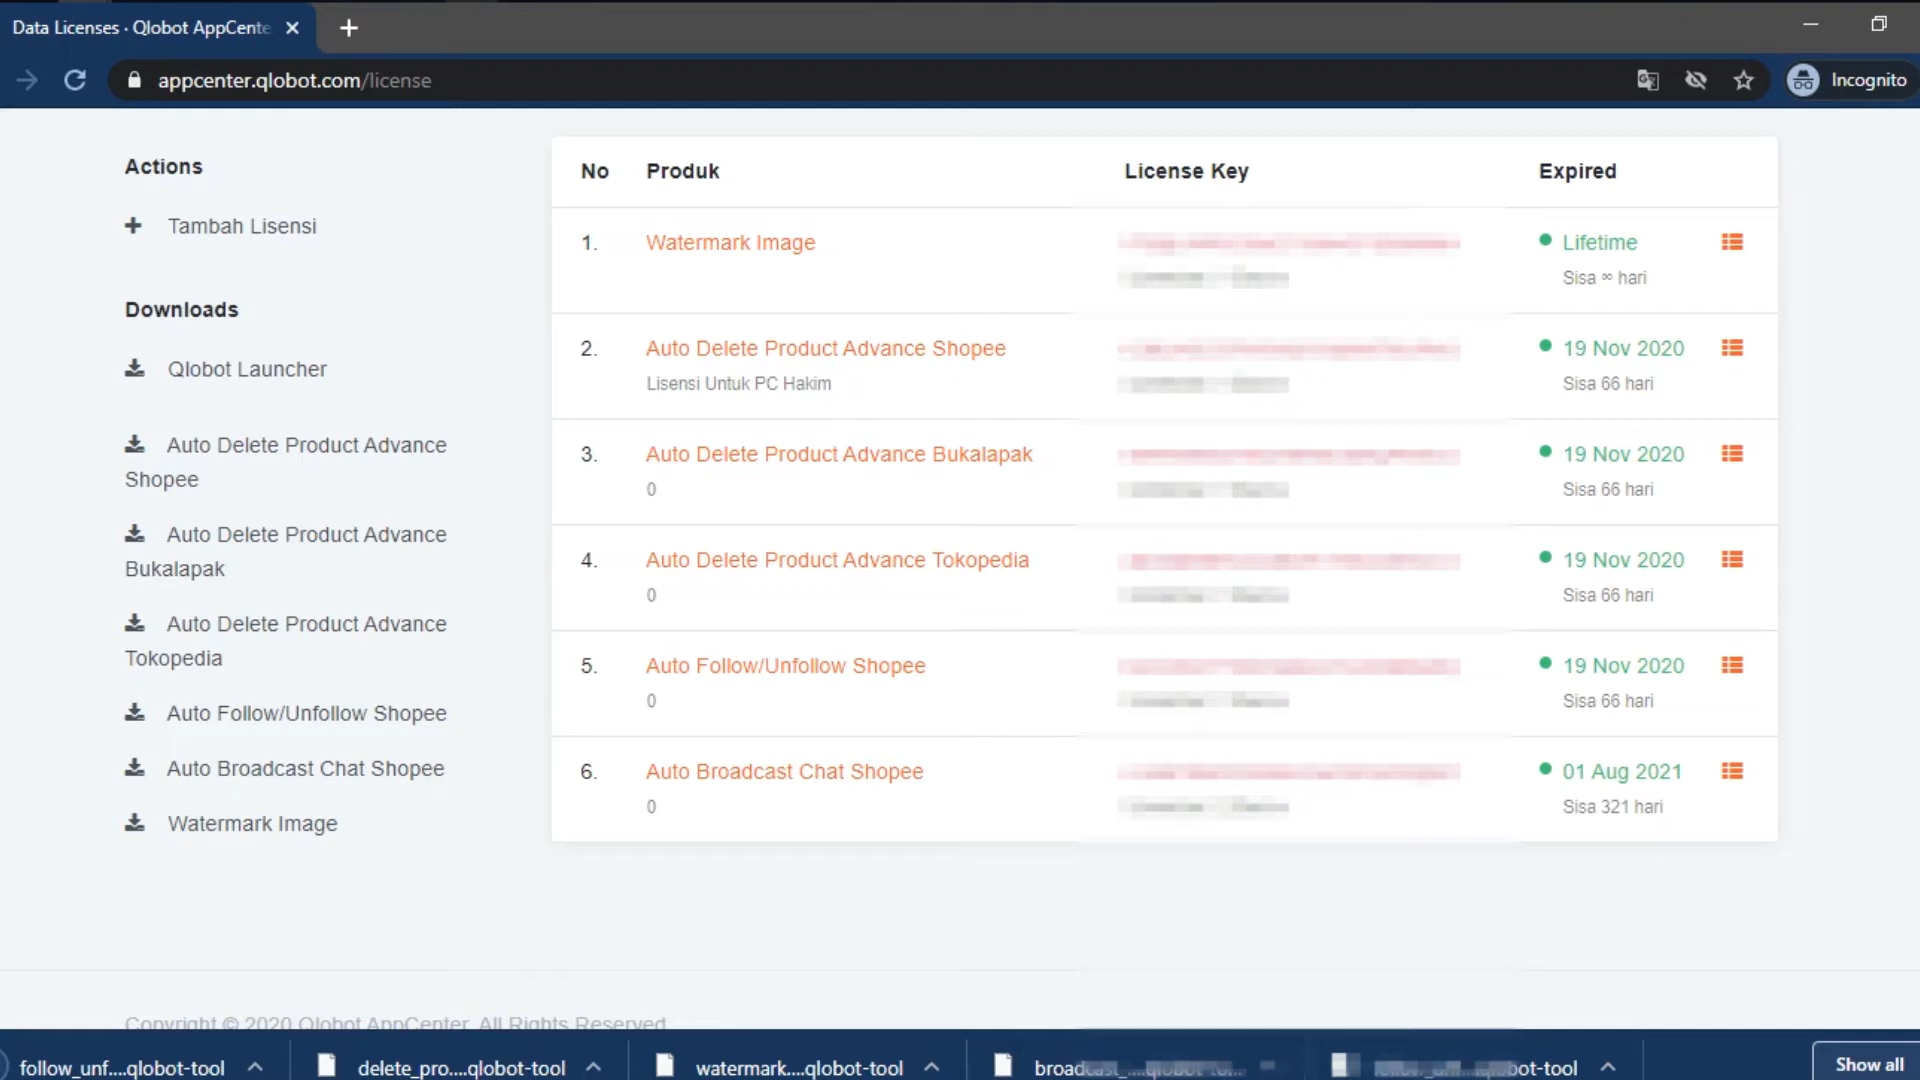 Data Licenses · Qlobot AppCente
appcenter.qlobot.com/license
Incognito
Actions
Tambah Lisensi
Downloads
Qlobot Launcher
Auto Delete Product Advance
Shopee
Auto Delete Product Advance
Bukalapak
Auto Delete Product Advance
Tokopedia
Auto Follow/Unfollow Shopee
Auto Broadcast Chat Shopee
Watermark Image
No Produk License Key Expired
1. Watermark Image Lifetime
Sisa ∞ hari
2. Auto Delete Product Advance Shopee 19 Nov 2020
Lisensi Untuk PC Hakim Sisa 66 hari
3. Auto Delete Product Advance Bukalapak 19 Nov 2020
0 Sisa 66 hari
4. Auto Delete Product Advance Tokopedia 19 Nov 2020
0 Sisa 66 hari
5. Auto Follow/Unfollow Shopee 19 Nov 2020
0 Sisa 66 hari
6. Auto Broadcast Chat Shopee 01 Aug 2021
0 Sisa 321 hari
Copyright © 2020 Qlobot AppCenter. All Rights Reserved
follow_unf....qlobot-tool delete_pro....qlobot-tool watermark....qlobot-tool Show all